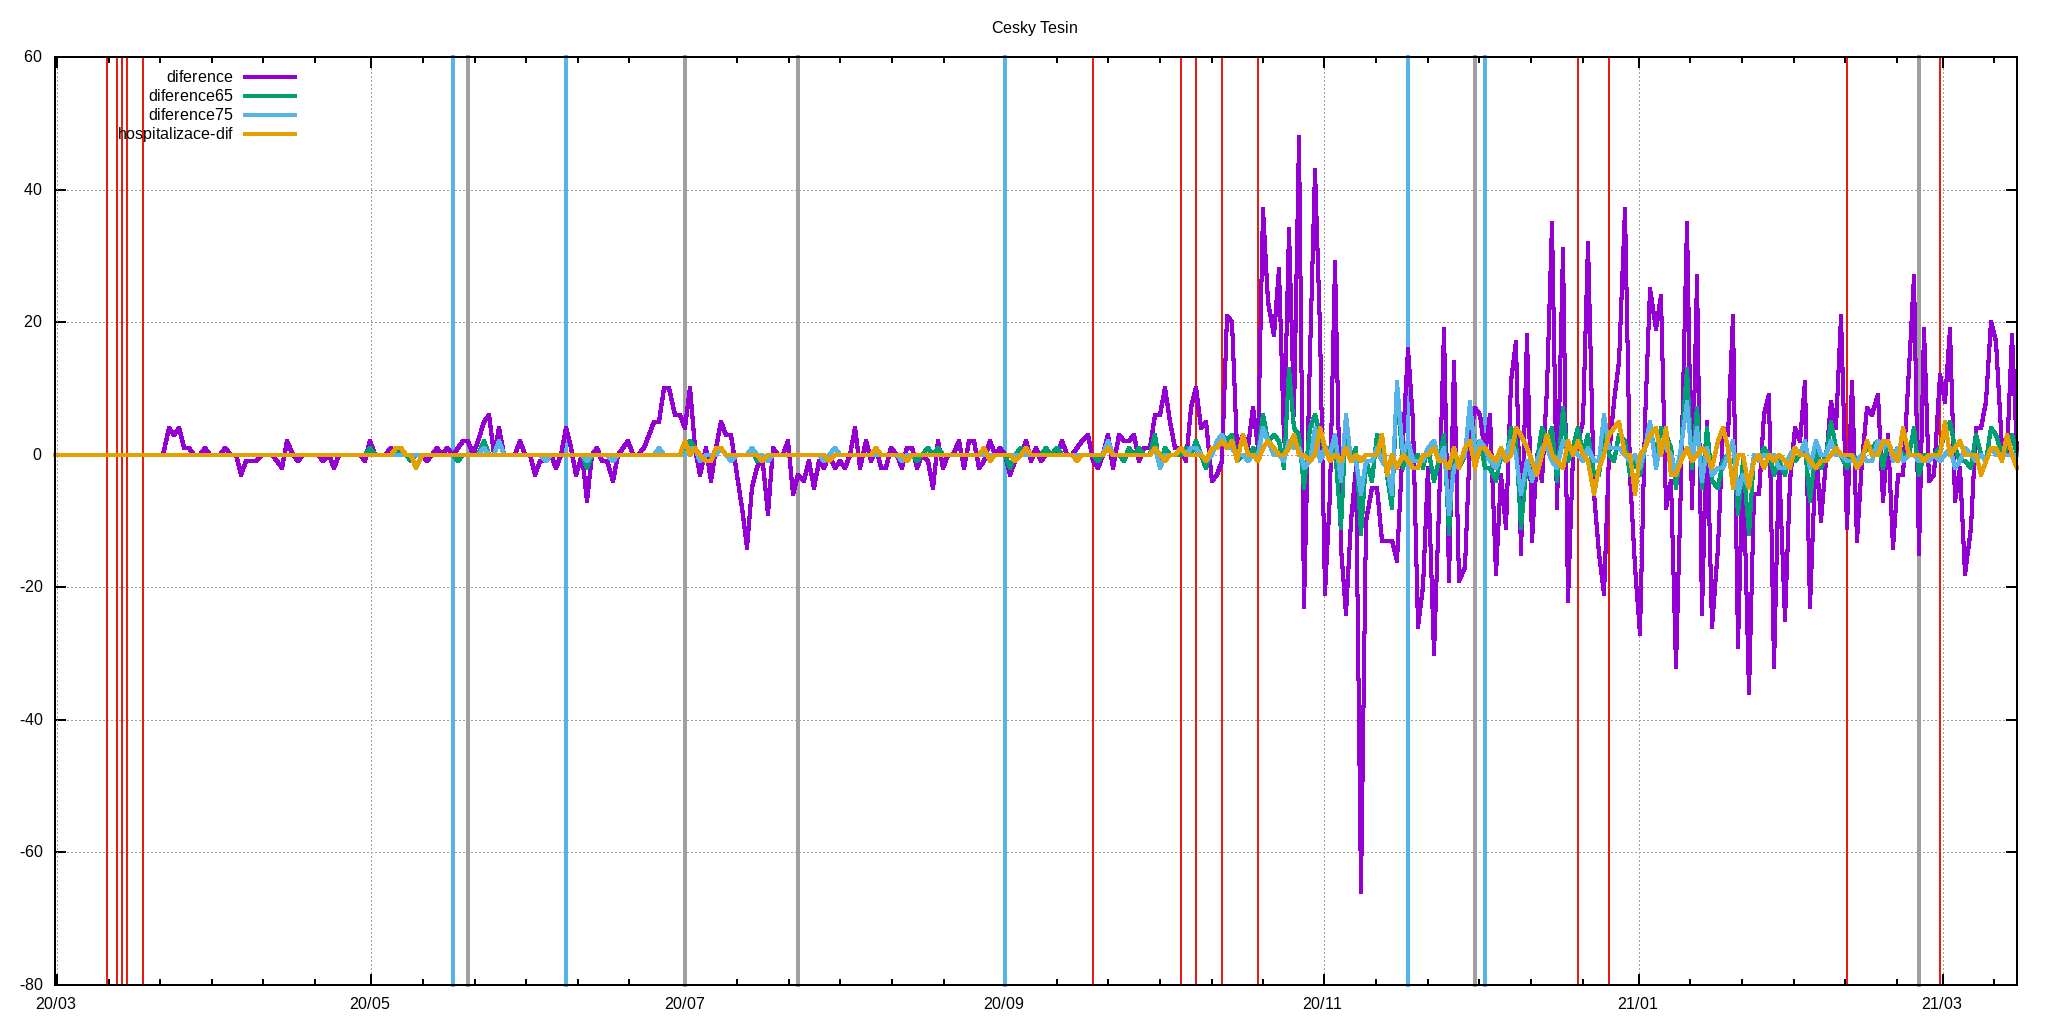 Cesky Tesin
60
diference
diference65
diference75
hospitalizace-dif
40
20
0
-20
-40
-60
-80
20/03 20/05 20/07 20/09 20/11 21/01 21/03